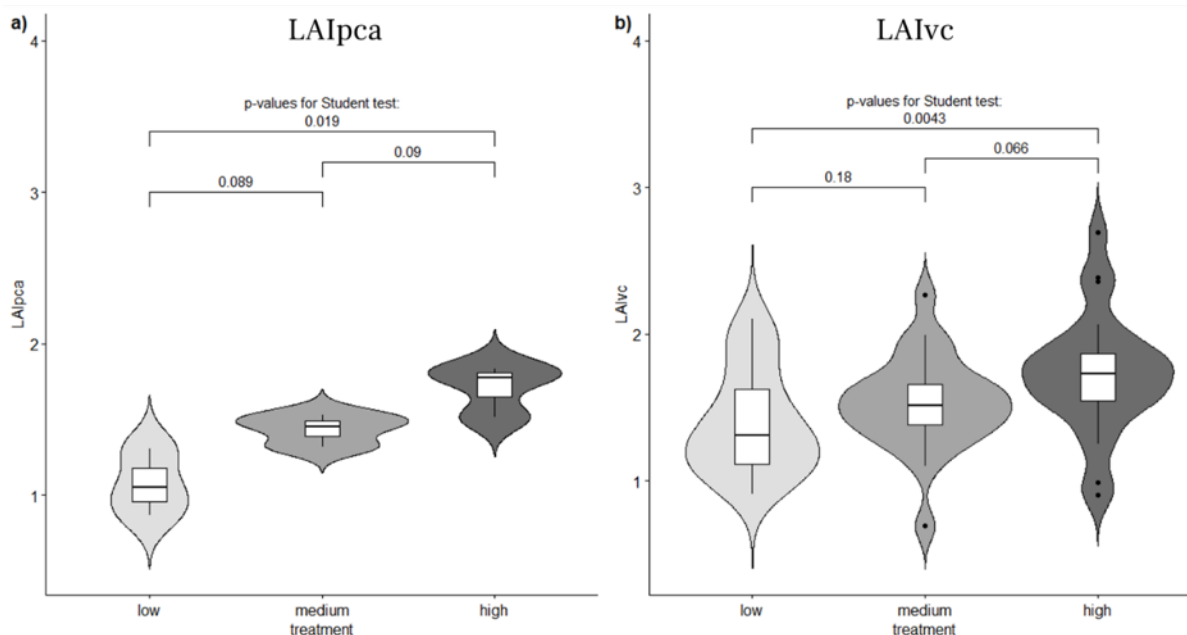 a)
LAIpca
4
3
2
1
LAIpca
p-values for Student test:
0.019
0.09
0.089
low
medium
high
treatment
b)
LAIvc
4
3
2
1
LAIvc
p-values for Student test:
0.0043
0.066
0.18
low
medium
high
treatment